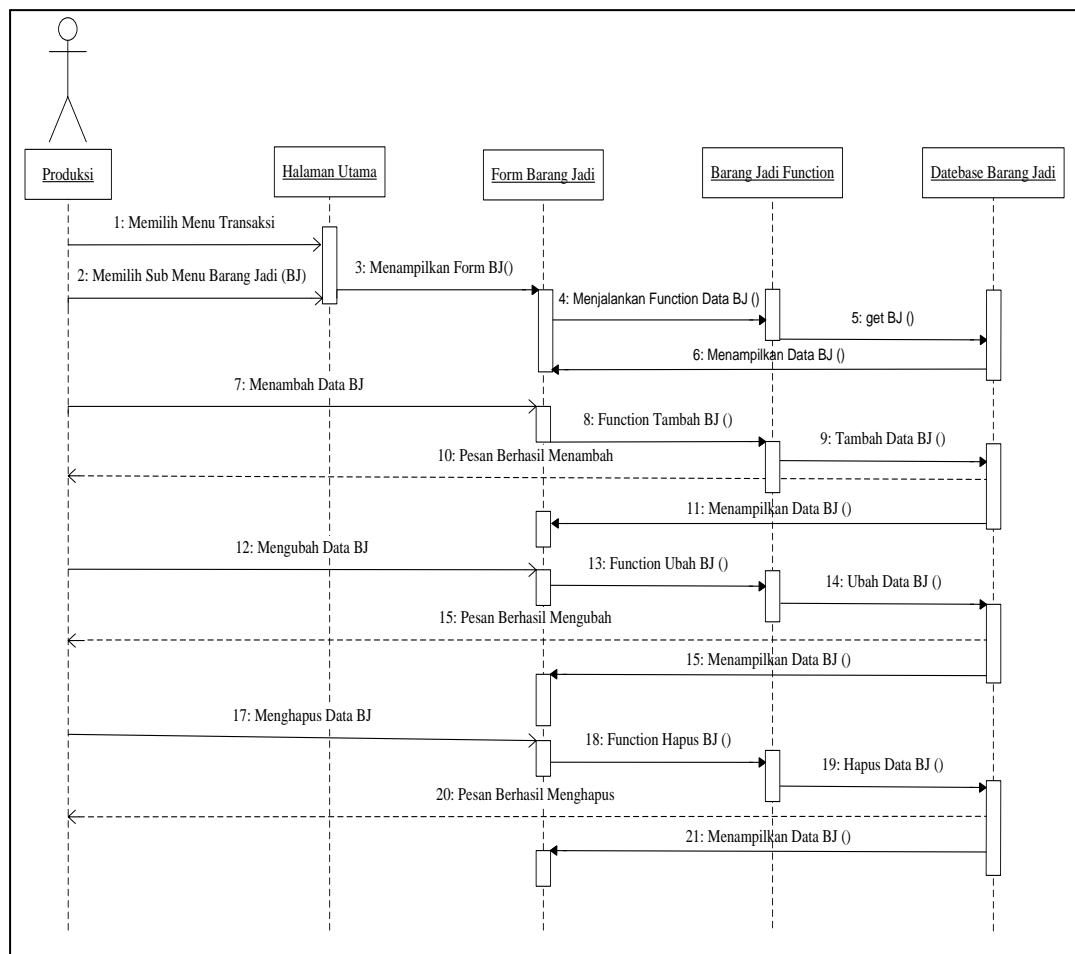 Produksi
Halaman Utama
Form Barang Jadi
Barang Jadi Function
Datebase Barang Jadi
1: Memilih Menu Transaksi
2: Memilih Sub Menu Barang Jadi (BJ)
3: Menampilkan Form BJ()
4: Menjalankan Function Data BJ ()
5: get BJ ()
6: Menampilkan Data BJ ()
7: Menambah Data BJ
8: Function Tambah BJ ()
9: Tambah Data BJ ()
10: Pesan Berhasil Menambah
11: Menampilkan Data BJ ()
12: Mengubah Data BJ
13: Function Ubah BJ ()
14: Ubah Data BJ ()
15: Pesan Berhasil Mengubah
15: Menampilkan Data BJ ()
17: Menghapus Data BJ
18: Function Hapus BJ ()
19: Hapus Data BJ ()
20: Pesan Berhasil Menghapus
21: Menampilkan Data BJ ()